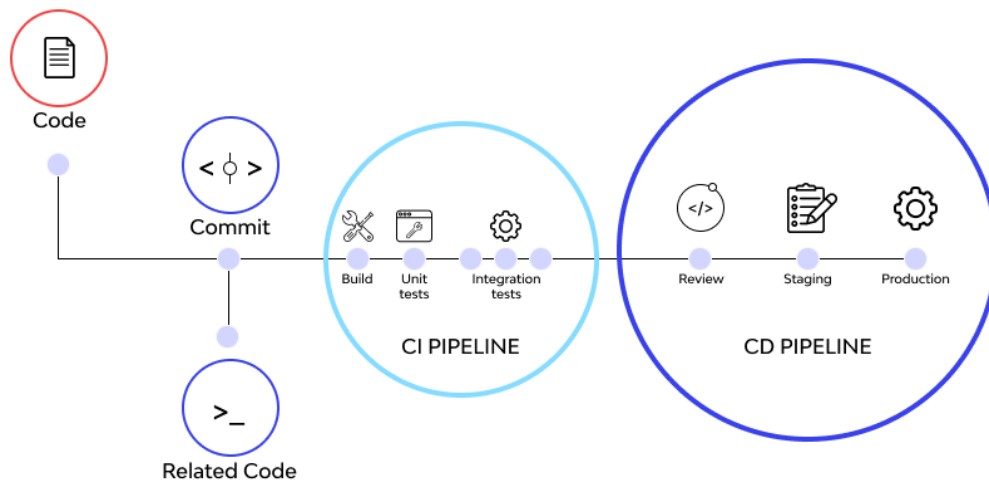 Code
< >
Commit
Build
Unit
tests
Integration
tests
CI PIPELINE
</>
Review
Staging
Production
CD PIPELINE
>_
Related Code